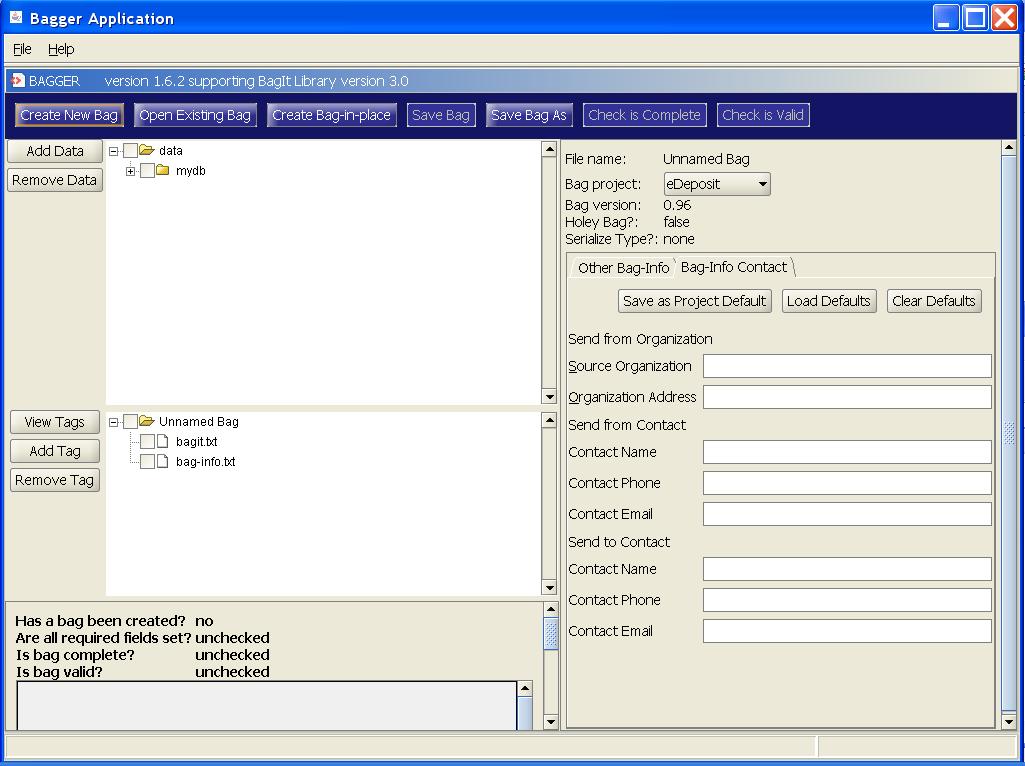 Bagger Application
File Help
BAGGER version 1.6.2 supporting BagIt Library version 3.0
Create New Bag Open Existing Bag Create Bag-in-place Save Bag Save Bag As Check is Complete Check is Valid
Add Data
Remove Data
data
mydb
View Tags
Add Tag
Remove Tag
Unnamed Bag
bagit.txt
bag-info.txt
Has a bag been created? no
Are all required fields set? unchecked
Is bag complete? unchecked
Is bag valid? unchecked
File name: Unnamed Bag
Bag project: eDeposit
Bag version: 0.96
Holey Bag?: false
Serialize Type?: none
Other Bag-Info Bag-Info Contact
Save as Project Default Load Defaults Clear Defaults
Send from Organization
Source Organization
Organization Address
Send from Contact
Contact Name
Contact Phone
Contact Email
Send to Contact
Contact Name
Contact Phone
Contact Email